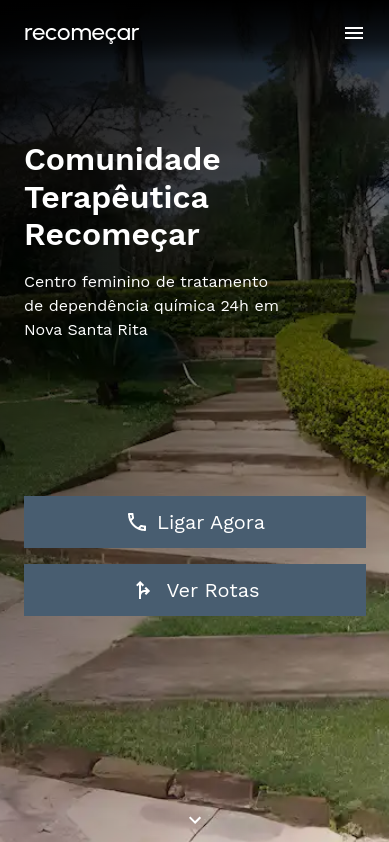 recomeçar
Comunidade
Terapêutica
Recomeçar
Centro feminino de tratamento
de dependência química 24h em
Nova Santa Rita
Ligar Agora
Ver Rotas